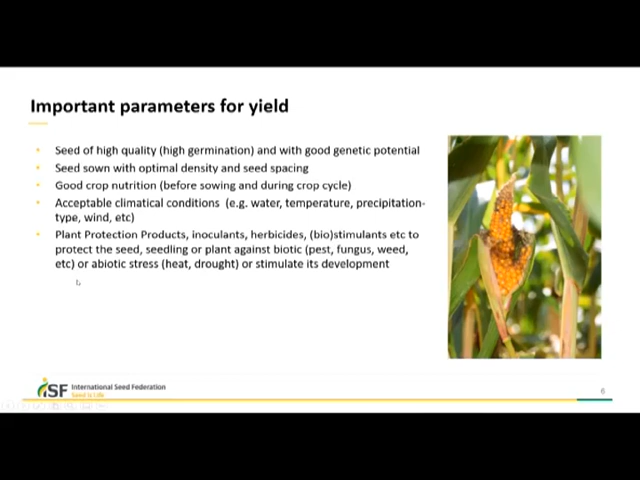 Important parameters for yield
• Seed of high quality (high germination) and with good genetic potential
• Seed sown with optimal density and seed spacing
• Good crop nutrition (before sowing and during crop cycle)
• Acceptable climatical conditions (e.g. water, temperature, precipitation-
type, wind, etc)
• Plant Protection Products, inoculants, herbicides, (bio)stimulants etc to
protect the seed, seedling or plant against biotic (pest, fungus, weed,
etc) or abiotic stress (heat, drought) or stimulate its development
iSF International Seed Federation
Seed is Life
6